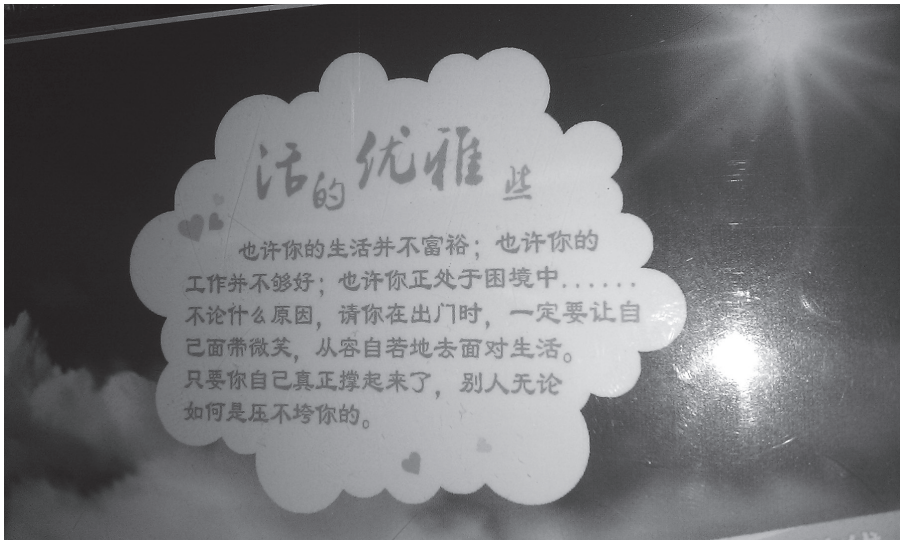 活的优雅些
也许你的生活并不富裕；也许你的
工作并不够好；也许你正处于困境中......
不论什么原因，请你在出门时，一定要让自
己面带微笑，从容自若地去面对生活。
只要你自己真正撑起来了，别人无论
如何是压不垮你的。